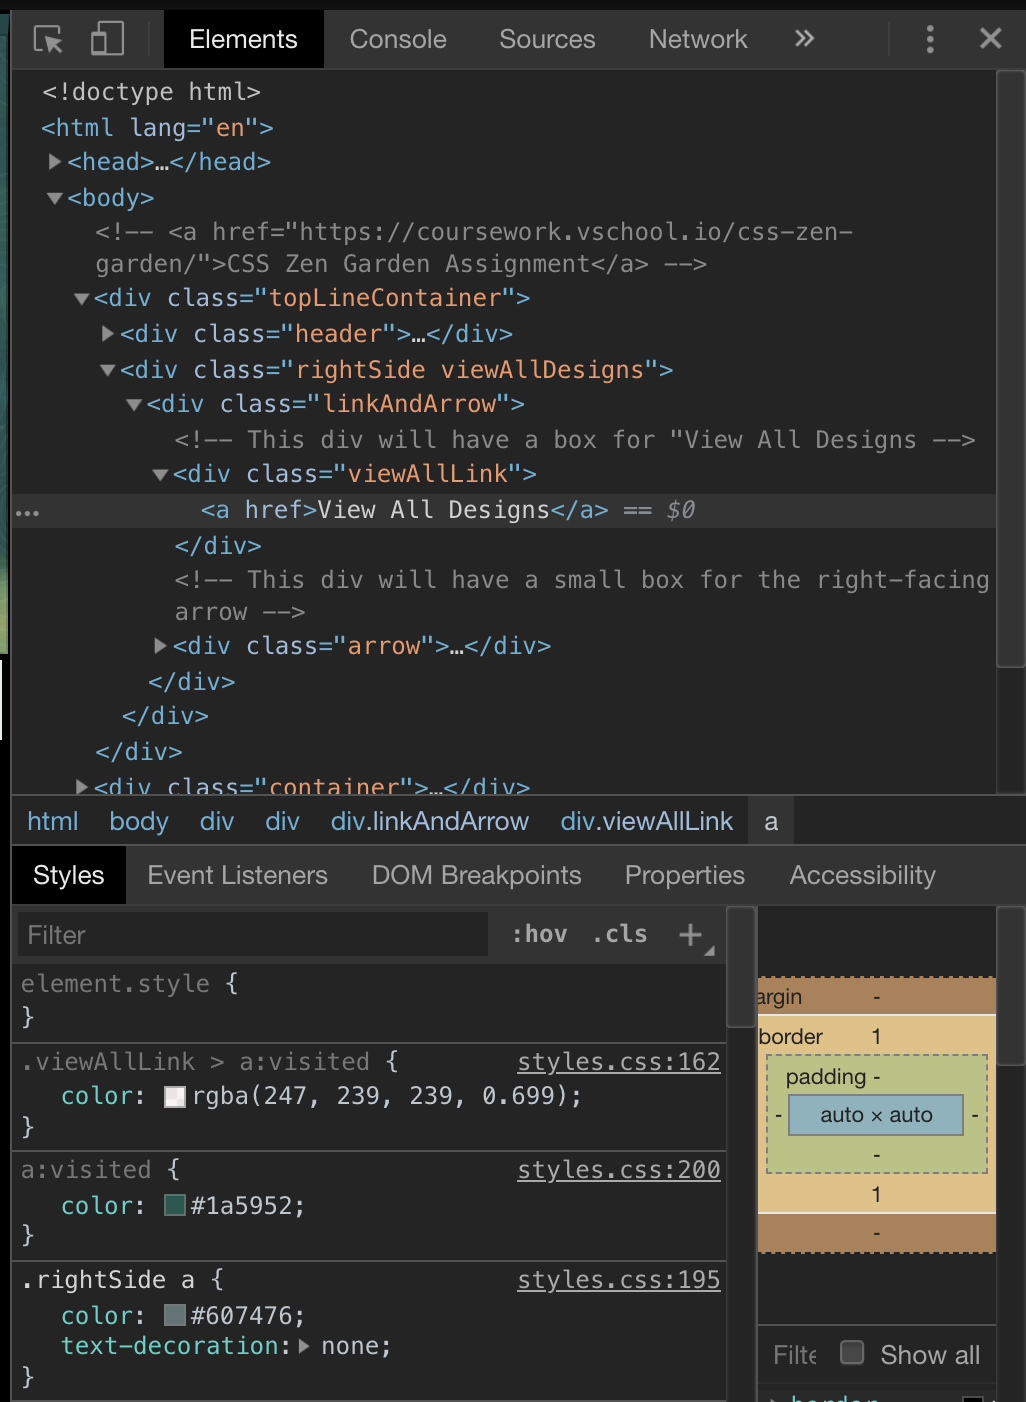 Elements Console Sources Network »
<!doctype html>
<html lang="en">
<head>…</head>
<body>
<!-- <a href="https://coursework.vschool.io/css-zen-
garden/">CSS Zen Garden Assignment</a> -->
<div class="topLineContainer">
<div class="header">…</div>
<div class="rightSide viewAllDesigns">
<div class="linkAndArrow">
<!-- This div will have a box for "View All Designs -->
<div class="viewAllLink">
… <a href>View All Designs</a> == $0
</div>
<!-- This div will have a small box for the right-facing
arrow -->
<div class="arrow">…</div>
</div>
</div>
</div>
<div class="container">…</div>
html body div div div.linkAndArrow div.viewAllLink a
Styles Event Listeners DOM Breakpoints Properties Accessibility
Filter :hov .cls +
element.style {
}
.viewAllLink > a:visited { styles.css:162
color: rgba(247, 239, 239, 0.699);
}
a:visited { styles.css:200
color: #1a5952;
}
.rightSide a { styles.css:195
color: #607476;
text-decoration: none;
}
argin -
border 1
padding -
- auto × auto -
-
1
-
Filte Show all
border